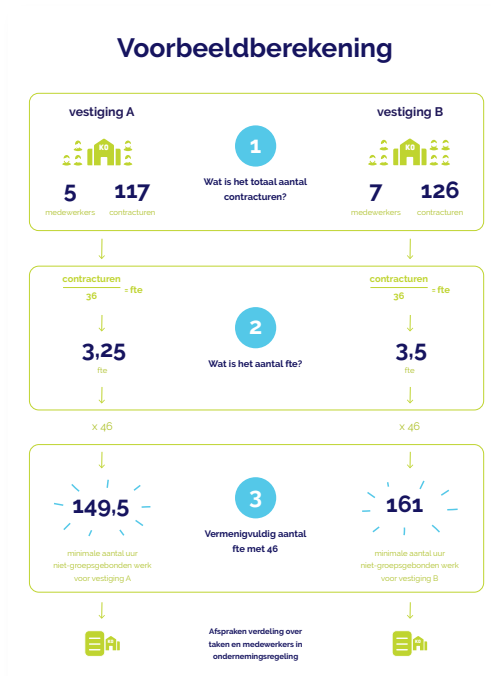 Voorbeeldberekening
vestiging A
KO
5
117
medewerkers
contracturen
1
Wat is het totaal aantal
contracturen?
vestiging B
KO
7
126
medewerkers
contracturen
contracturen
36
= fte
3,25
fte
2
Wat is het aantal fte?
contracturen
36
= fte
3,5
fte
x 46
x 46
149,5
minimale aantal uur
niet-groepsgebonden werk
voor vestiging A
3
Vermenigvuldig aantal
fte met 46
161
minimale aantal uur
niet-groepsgebonden werk
voor vestiging B
Afspraken verdeling over
taken en medewerkers in
ondernemingsregeling